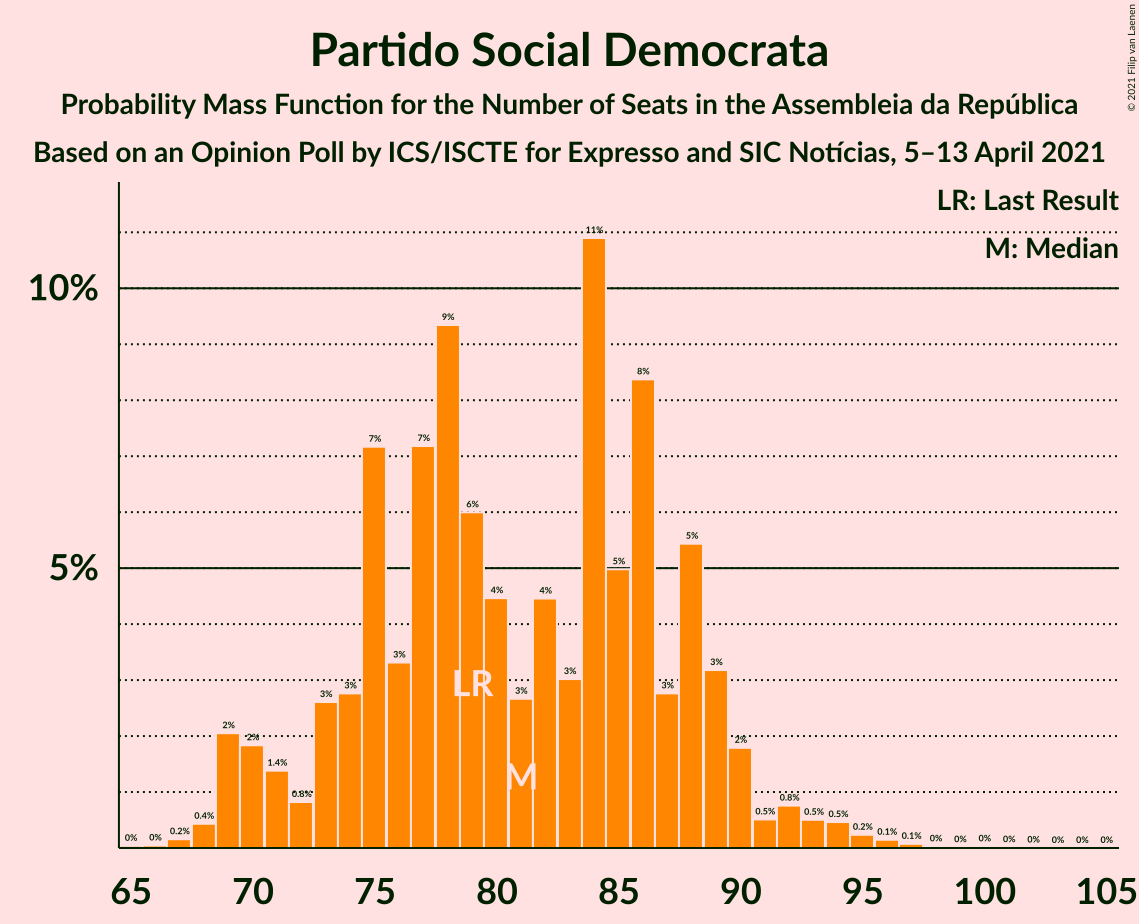 Partido Social Democrata
Probability Mass Function for the Number of Seats in the Assembleia da República
Based on an Opinion Poll by ICS/ISCTE for Expresso and SIC Notícias, 5–13 April 2021
© 2021 Filip van Laenen
LR: Last Result
M: Median
10%
5%
0% 0% 0.2% 0.4% 2% 2% 1.4% 0.8% 3% 3% 7% 3% 7% 9% 6% 4% 3% 4% 3% 11% 5% 8% 3% 5% 3% 2% 0.5% 0.8% 0.5% 0.5% 0.2% 0.1% 0.1% 0% 0% 0% 0% 0% 0% 0% 0%
LR
M
65 70 75 80 85 90 95 100 105